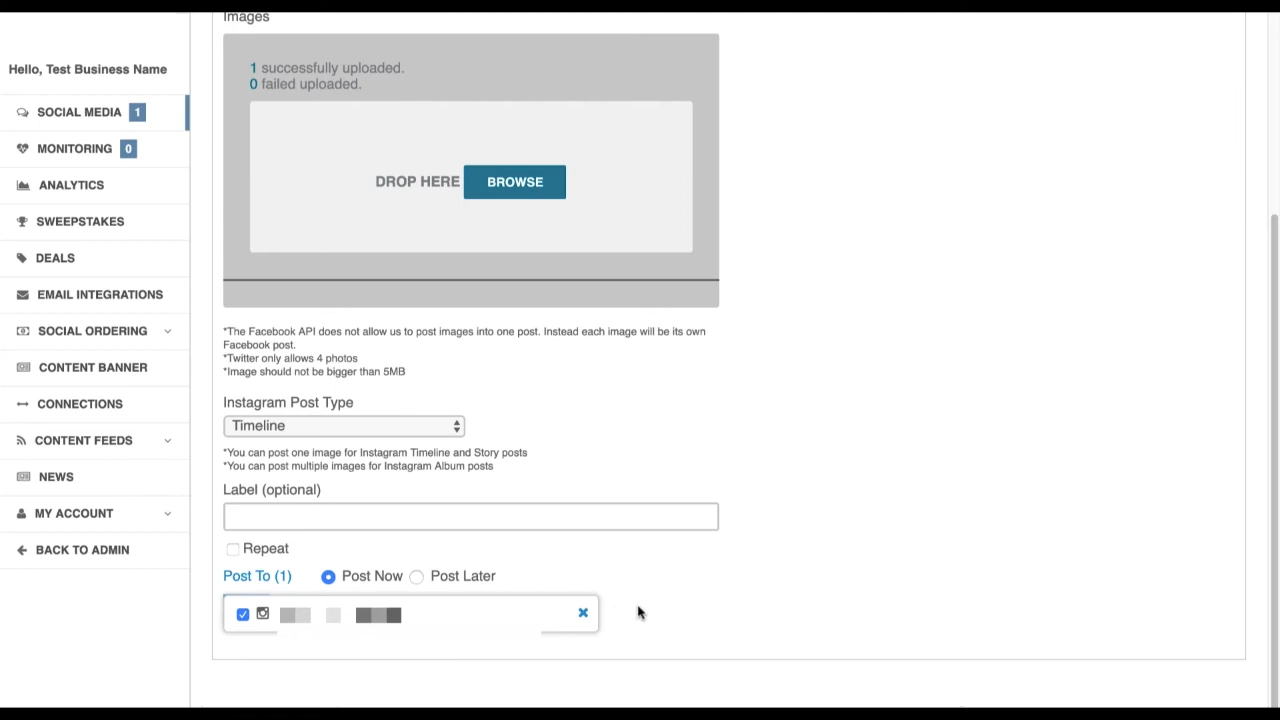 Images
Hello, Test Business Name
SOCIAL MEDIA 1
MONITORING 0
ANALYTICS
SWEEPSTAKES
DEALS
EMAIL INTEGRATIONS
SOCIAL ORDERING
CONTENT BANNER
CONNECTIONS
CONTENT FEEDS
NEWS
MY ACCOUNT
BACK TO ADMIN
1 successfully uploaded.
0 failed uploaded.
DROP HERE BROWSE
*The Facebook API does not allow us to post images into one post. Instead each image will be its own
Facebook post.
*Twitter only allows 4 photos
*Image should not be bigger than 5MB
Instagram Post Type
Timeline
*You can post one image for Instagram Timeline and Story posts
*You can post multiple images for Instagram Album posts
Label (optional)
Repeat
Post To (1) Post Now Post Later